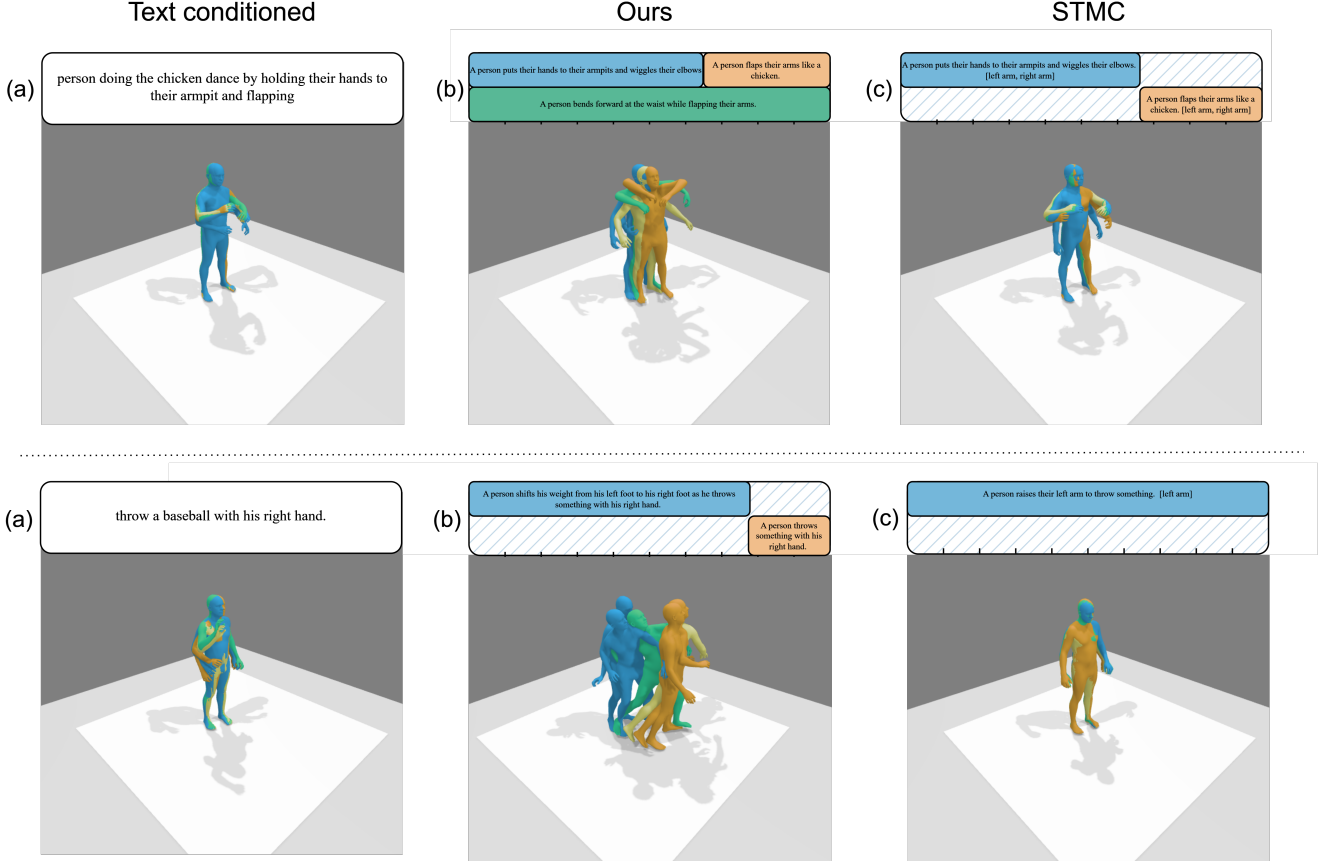 Text conditioned
Ours
STMC
(a)
person doing the chicken dance by holding their hands to
their armpit and flapping
(b)
A person puts their hands to their armpits and wiggles their elbows
A person flaps their arms like a
chicken.
A person bends forward at the waist while flapping their arms.
(c)
A person puts their hands to their armpits and wiggles their elbows.
[left arm, right arm]
A person flaps their arms like a
chicken. [left arm, right arm]
(a)
throw a baseball with his right hand.
(b)
A person shifts his weight from his left foot to his right foot as he throws
something with his right hand.
A person throws
something with his
right hand.
(c)
A person raises their left arm to throw something. [left arm]